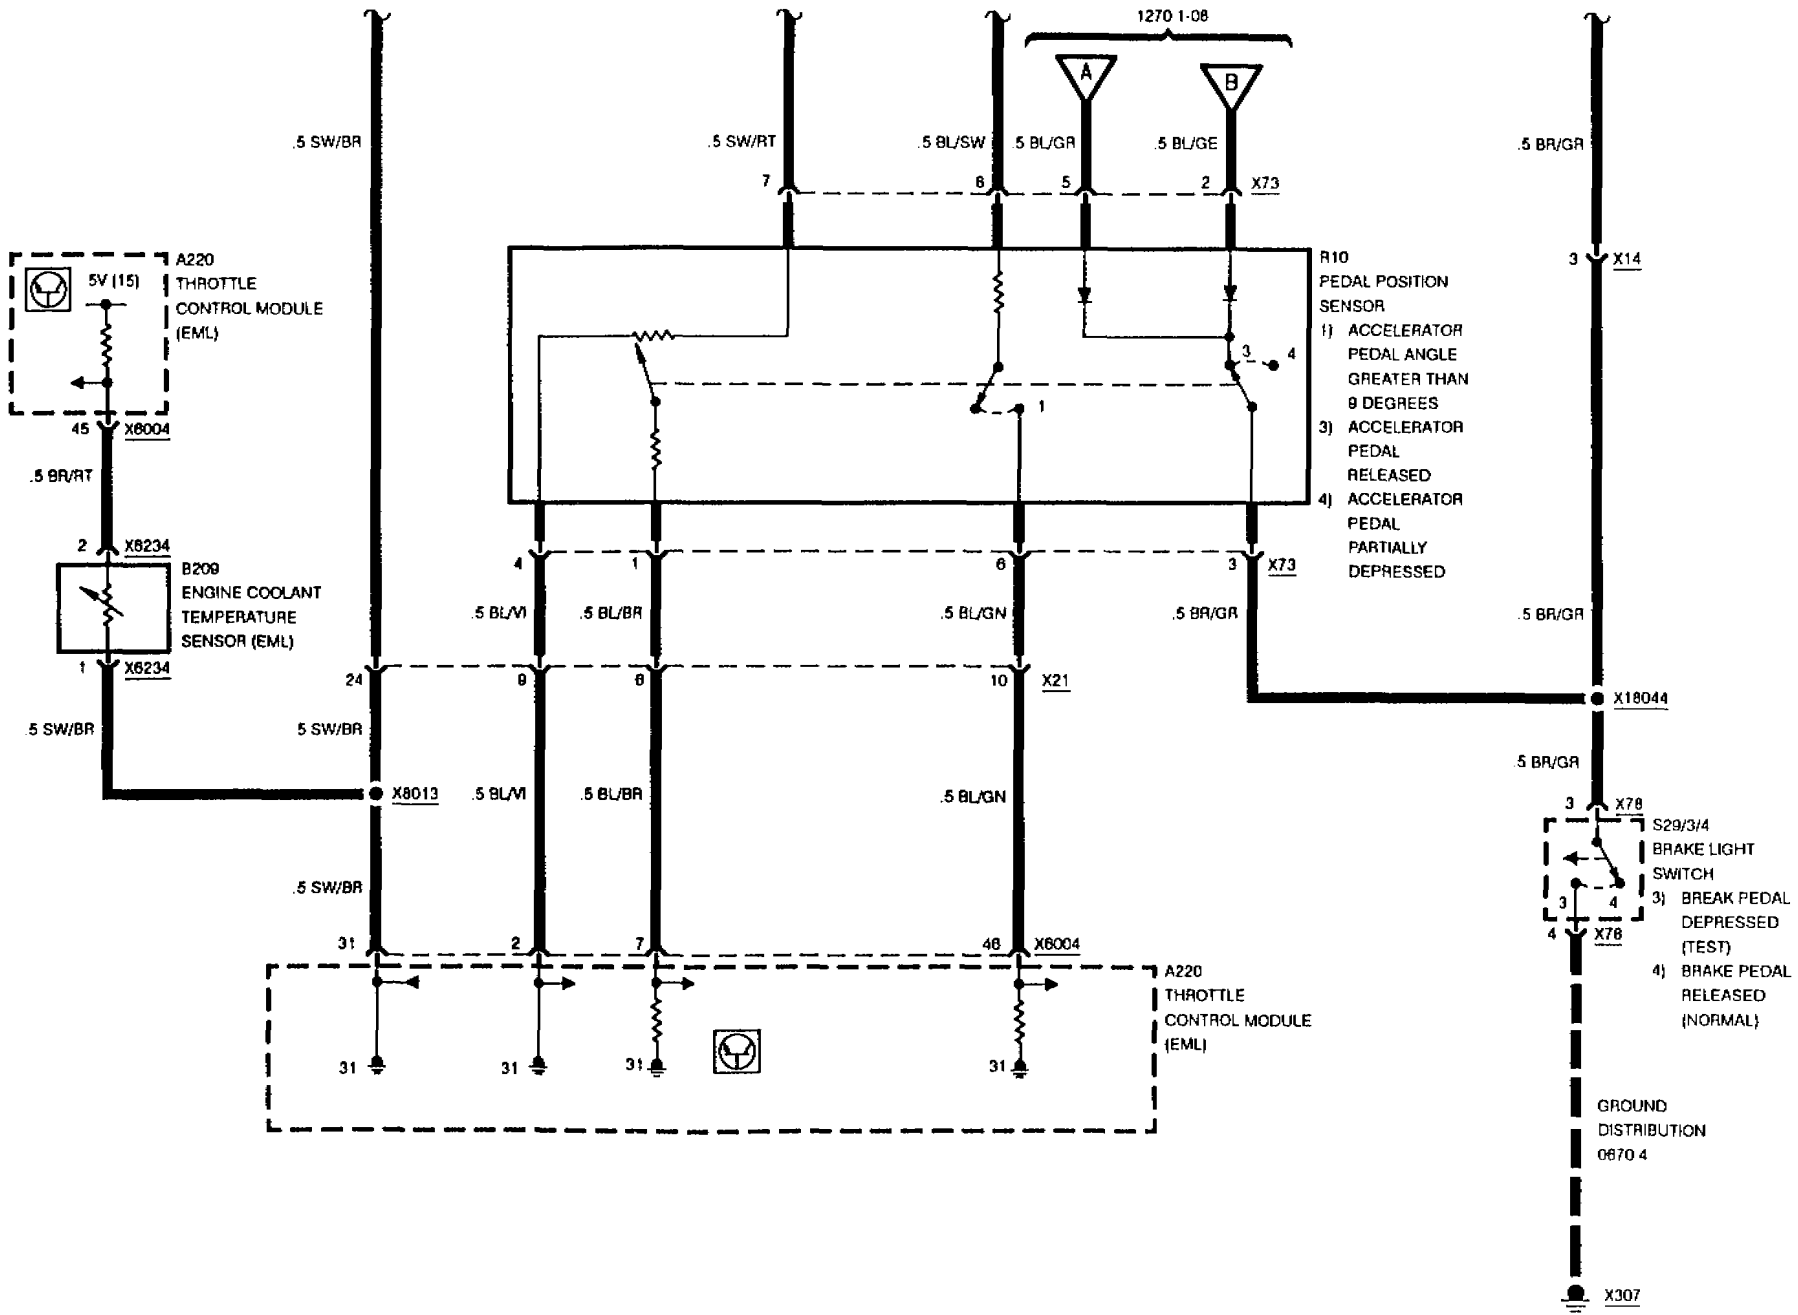 1270 1-08
A
B
.5 SW/BR
.5 SW/RT
.5 BL/SW
.5 BL/GR
.5 BL/GE
.5 BR/GR
7
8
5
2
X73
3
X14
A220
THROTTLE
CONTROL MODULE
(EML)
5V (15)
R10
PEDAL POSITION
SENSOR
1) ACCELERATOR
PEDAL ANGLE
GREATER THAN
9 DEGREES
3) ACCELERATOR
PEDAL
RELEASED
4) ACCELERATOR
PEDAL
PARTIALLY
DEPRESSED
3
4
1
45
X6004
.5 BR/RT
2
X6234
B209
ENGINE COOLANT
TEMPERATURE
SENSOR (EML)
1
X6234
4
1
6
3
X73
.5 BL/VI
.5 BL/BR
.5 BL/GN
.5 BR/GR
.5 BR/GR
24
9
8
10
X21
X18044
.5 SW/BR
5 SW/BR
.5 BR/GR
X8013
.5 BL/VI
.5 BL/BR
.5 BL/GN
3
X78
S29/3/4
BRAKE LIGHT
SWITCH
3) BREAK PEDAL
DEPRESSED
(TEST)
4) BRAKE PEDAL
RELEASED
(NORMAL)
3
4
4
X78
.5 SW/BR
31
2
7
46
X6004
A220
THROTTLE
CONTROL MODULE
(EML)
31
31
31
31
GROUND
DISTRIBUTION
0670 4
X307